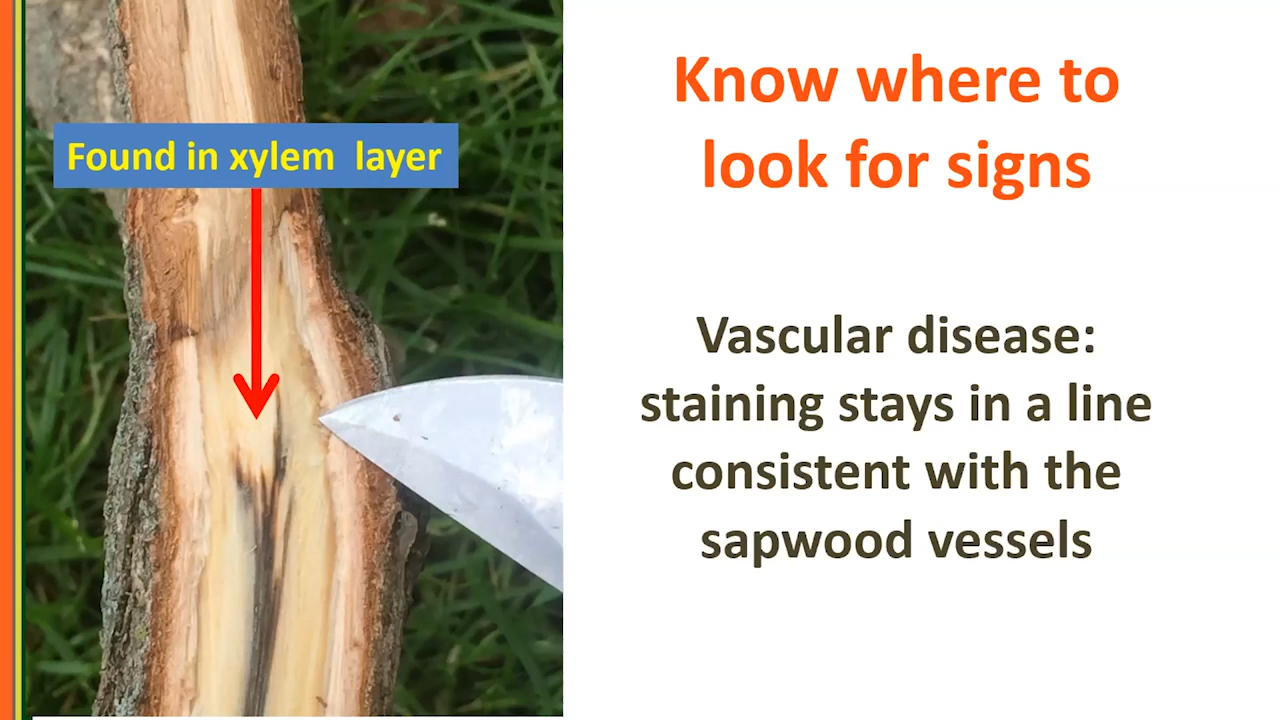 Know where to
look for signs
Found in xylem layer
Vascular disease:
staining stays in a line
consistent with the
sapwood vessels